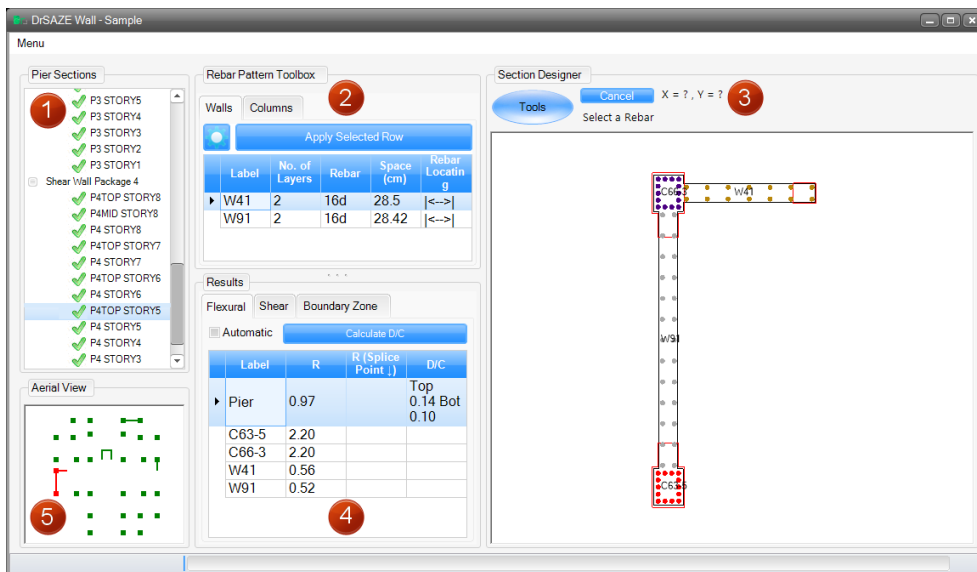 DrSAZE Wall - Sample
Menu
Pier Sections
1
P3 STORY5
P3 STORY4
P3 STORY3
P3 STORY2
P3 STORY1
Shear Wall Package 4
P4TOP STORY8
P4MID STORY8
P4 STORY8
P4TOP STORY7
P4 STORY7
P4TOP STORY6
P4 STORY6
P4TOP STORY5
P4 STORY5
P4 STORY4
P4 STORY3
Aerial View
5
Rebar Pattern Toolbox
2
Walls Columns
Apply Selected Row
Label No. of Layers Rebar Space (cm) Rebar Locating
W41 2 16d 28.5 |<-->|
W91 2 16d 28.42 |<-->|
Results
Flexural Shear Boundary Zone
Automatic Calculate D/C
Label R R (Splice Point ↓) D/C
Pier 0.97 Top 0.14 Bot 0.10
C63-5 2.20
C66-3 2.20
W41 0.56
W91 0.52
4
Section Designer
Tools Cancel X = ? , Y = ?
Select a Rebar
3
C66-3 W41
W91
C63-5